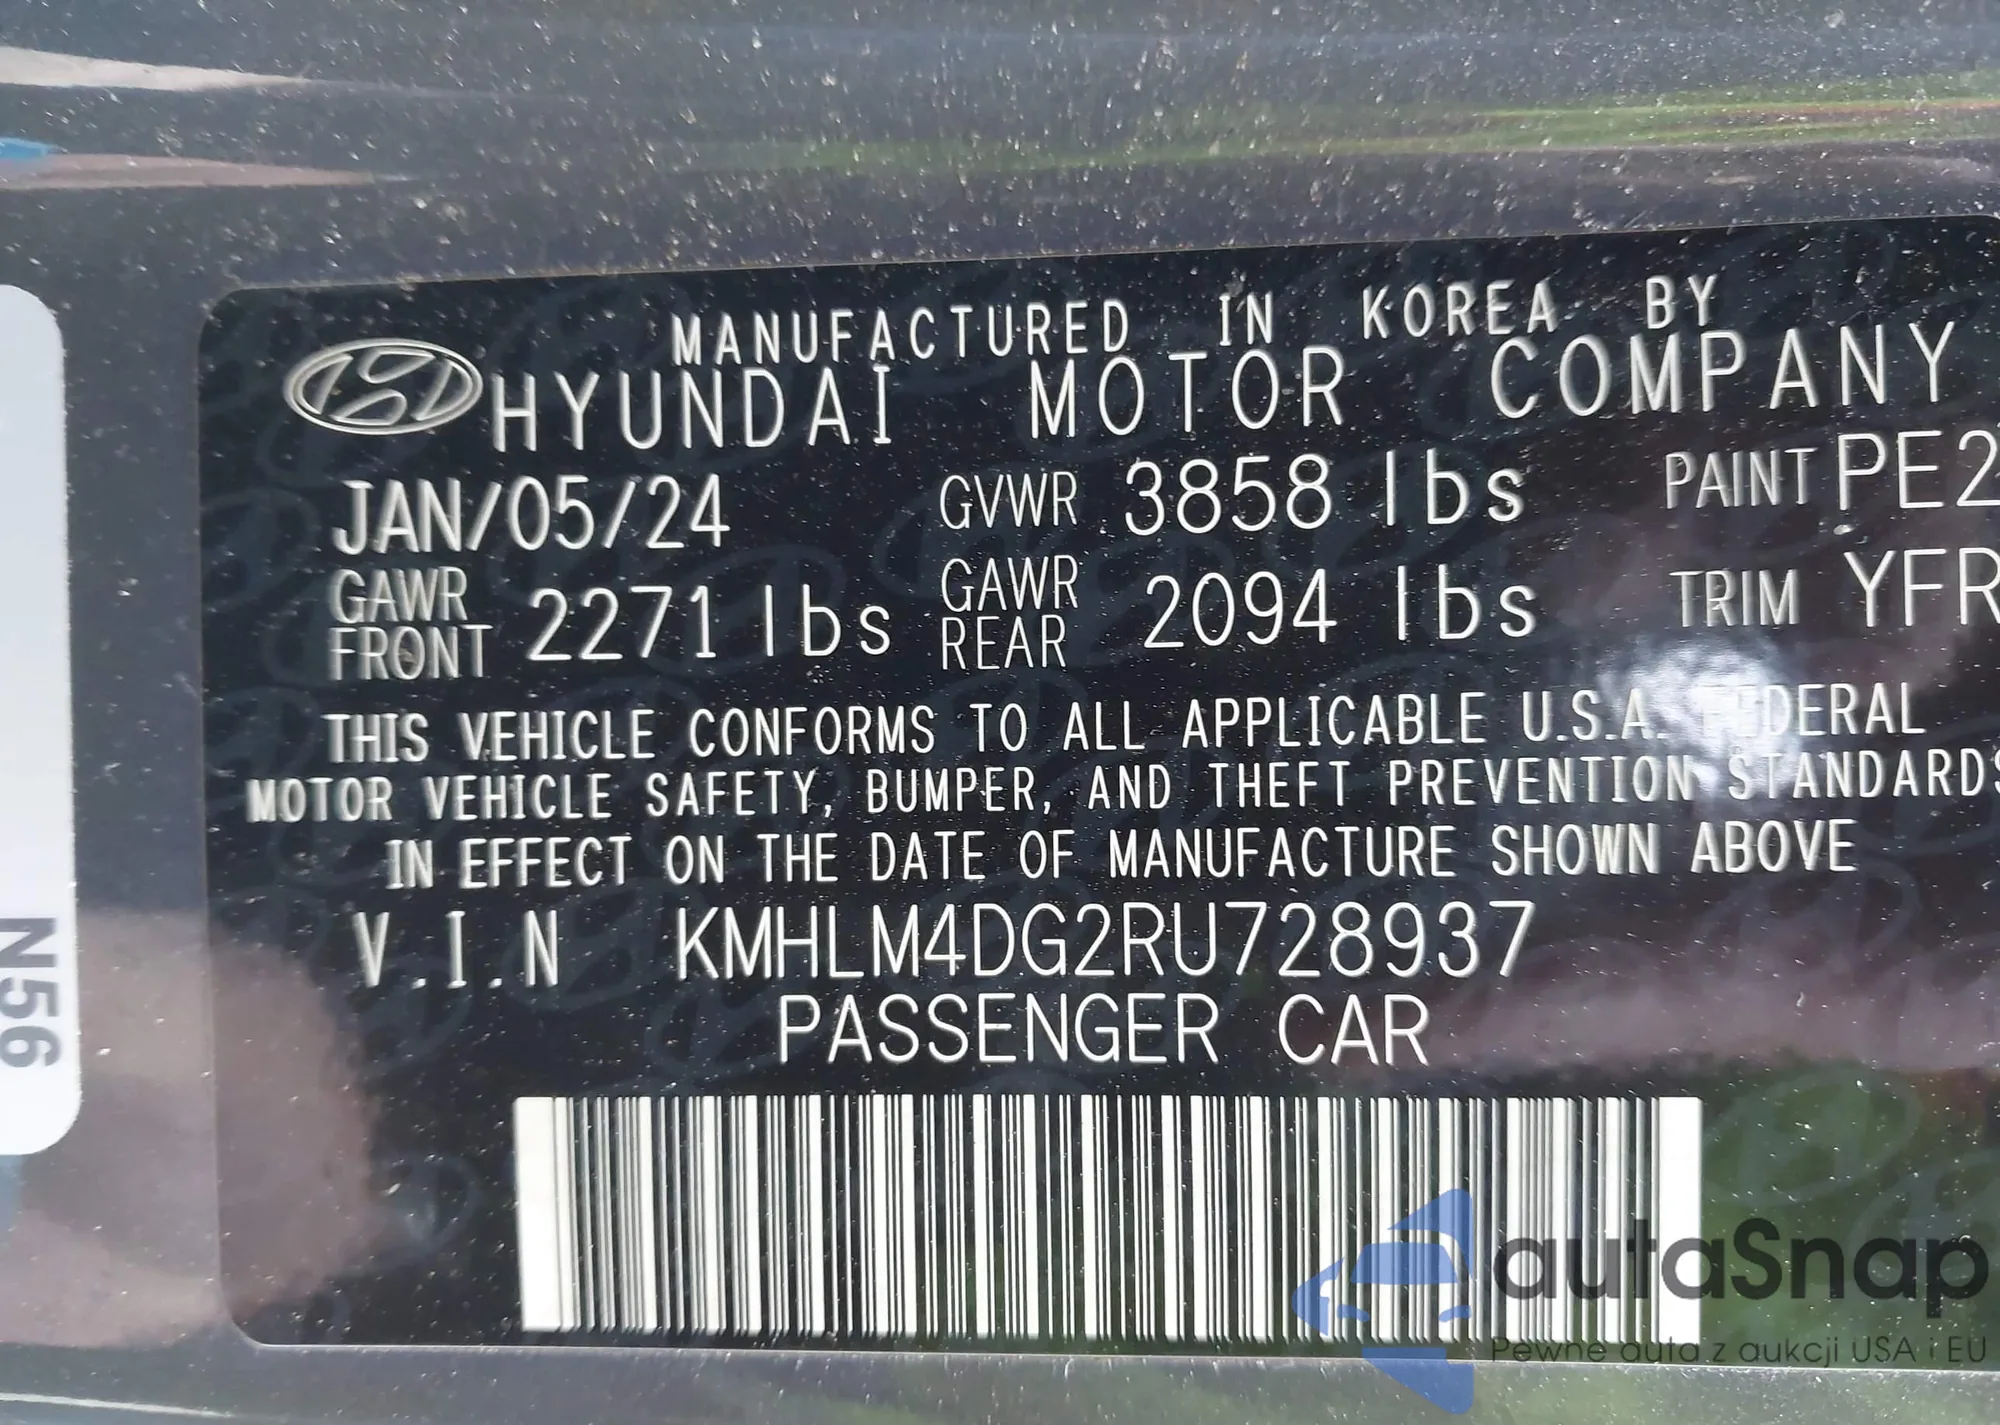 MANUFACTURED IN KOREA BY
HYUNDAI MOTOR COMPANY
JAN/05/24 GVWR 3858 lbs PAINT PE2
GAWR FRONT 2271 lbs GAWR REAR 2094 lbs TRIM YFR
THIS VEHICLE CONFORMS TO ALL APPLICABLE U.S.A. FEDERAL
MOTOR VEHICLE SAFETY, BUMPER, AND THEFT PREVENTION STANDARDS
IN EFFECT ON THE DATE OF MANUFACTURE SHOWN ABOVE
V.I.N KMHLM4DG2RU728937
PASSENGER CAR
N56
autaSnap
Pewne auta z aukcji USA i EU